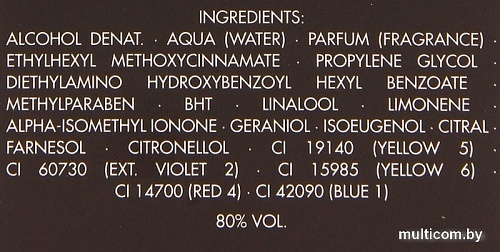 INGREDIENTS:
ALCOHOL DENAT. · AQUA (WATER) · PARFUM (FRAGRANCE) ·
ETHYLHEXYL METHOXYCINNAMATE · PROPYLENE GLYCOL ·
DIETHYLAMINO HYDROXYBENZOYL HEXYL BENZOATE ·
METHYLPARABEN · BHT · LINALOOL · LIMONENE ·
ALPHA-ISOMETHYL IONONE · GERANIOL · ISOEUGENOL · CITRAL ·
FARNESOL · CITRONELLOL · CI 19140 (YELLOW 5) ·
CI 60730 (EXT. VIOLET 2) · CI 15985 (YELLOW 6) ·
CI 14700 (RED 4) · CI 42090 (BLUE 1)
80% VOL.
multicom.by